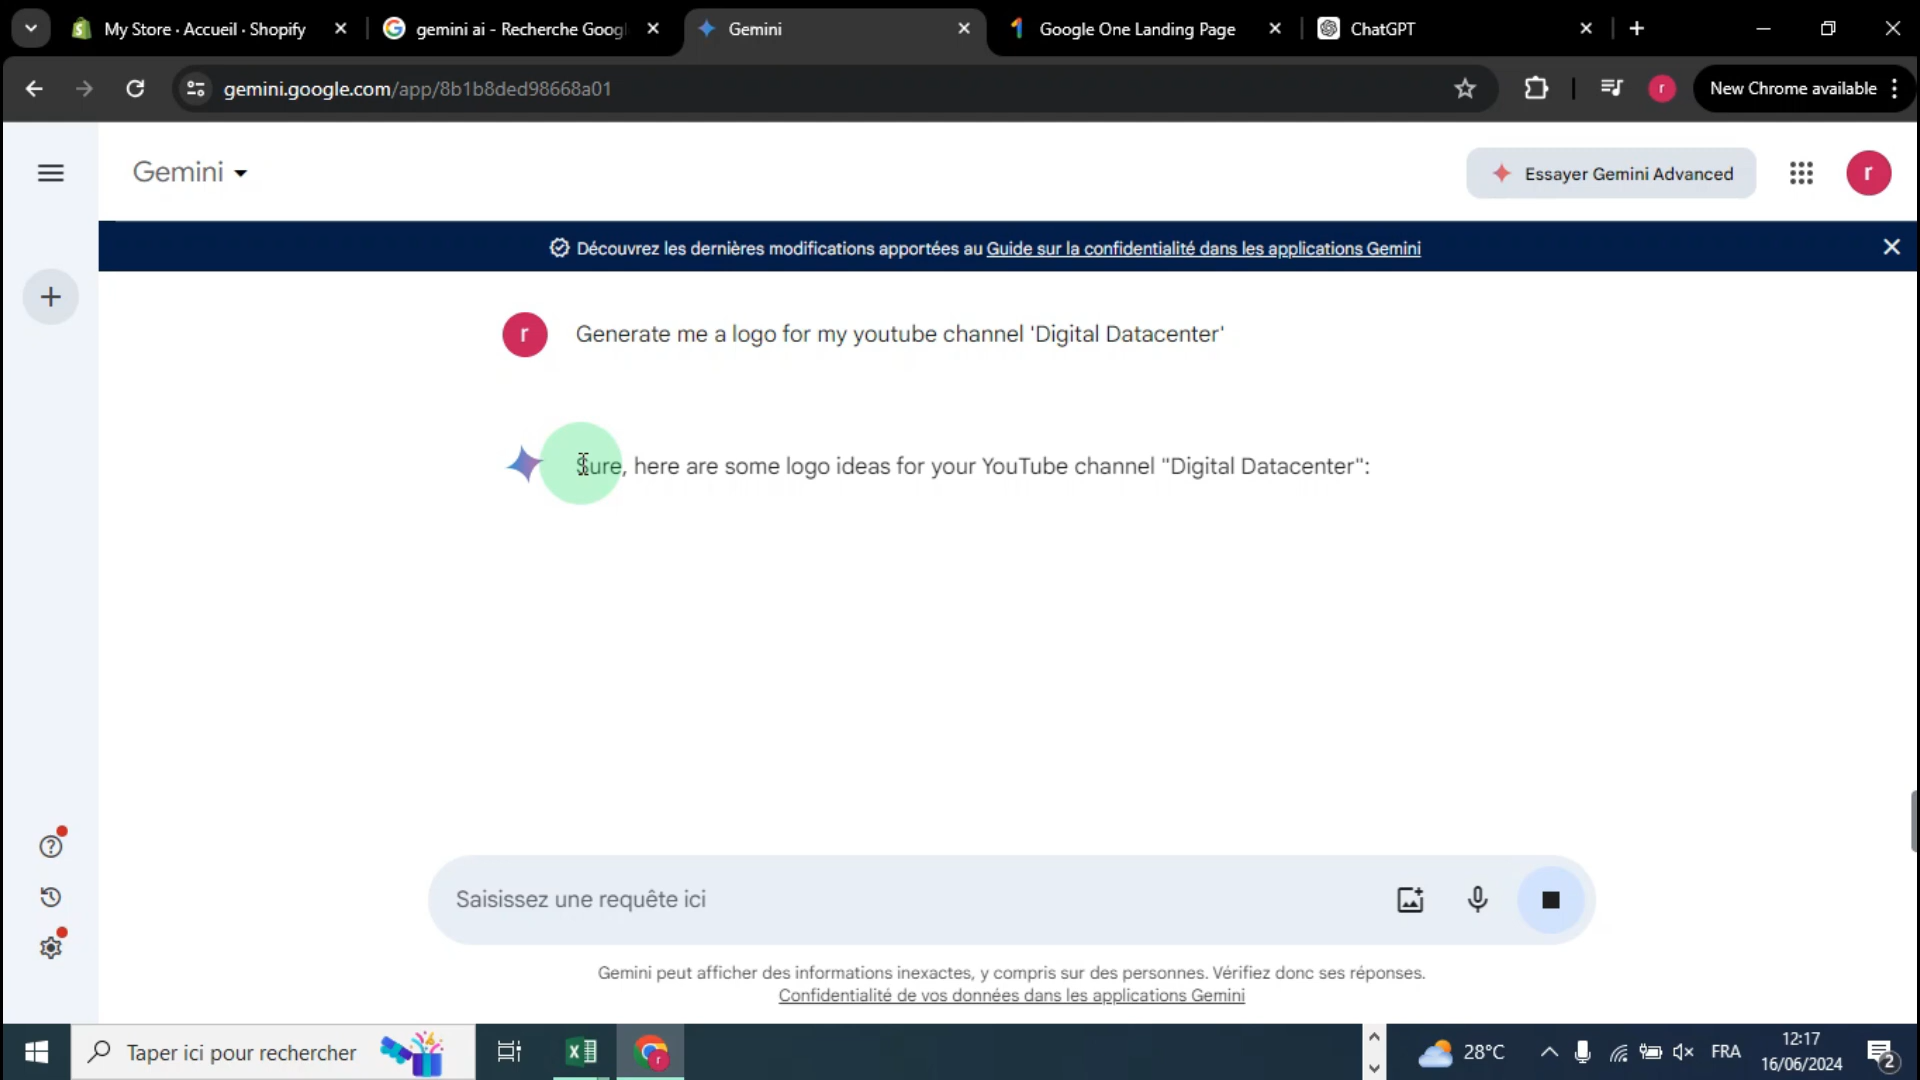 My Store · Accueil · Shopify
gemini ai - Recherche Googl
Gemini
Google One Landing Page
ChatGPT
gemini.google.com/app/8b1b8ded98668a01
r
New Chrome available
Gemini
Essayer Gemini Advanced
r
Découvrez les dernières modifications apportées au Guide sur la confidentialité dans les applications Gemini
r
Generate me a logo for my youtube channel 'Digital Datacenter'
Sure, here are some logo ideas for your YouTube channel "Digital Datacenter":
Saisissez une requête ici
Gemini peut afficher des informations inexactes, y compris sur des personnes. Vérifiez donc ses réponses.
Confidentialité de vos données dans les applications Gemini
Taper ici pour rechercher
28°C
FRA
12:17
16/06/2024
2